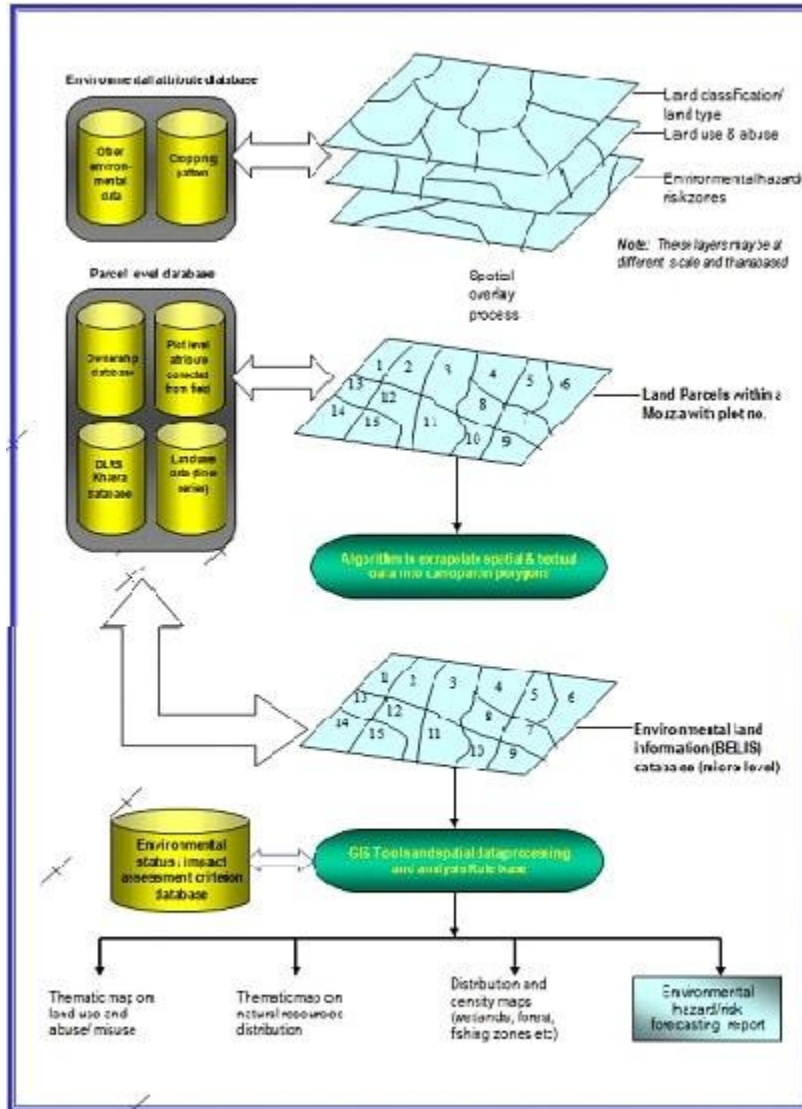 Environmental attribute database
Other
environ-
mental
data
Cropping
pattern
Land classification/
land type
Land use & abuse
Environmental hazard/
risk zones
Note: These layers may be at
different scale and thana based
Spatial
overlay
process
Parcel level database
Ownership
database
Plot level
attribute
collected
from field
DLRS
Khatra
database
Landuse
data (time
series)
1 2 3 4 5 6
13 12 8 7
14 15 11 10 9
Land Parcels within a
Mouza with plot no.
Algorithm to extrapolate spatial & textual
data into Land parcel polygons
1 2 3 4 5 6
13 12 8 7
14 15 11 10 9
Environmental land
information (BELIS)
database (micro level)
Environmental
status / impact
assessment criterion
database
GIS Tools and spatial data processing
and analysis Rule base
Thematic map on
land use and
abuse/ misuse
Thematic map on
natural resources
distribution
Distribution and
density maps
(wetlands, forest,
fishing zones etc)
Environmental
hazard/risk
forecasting report